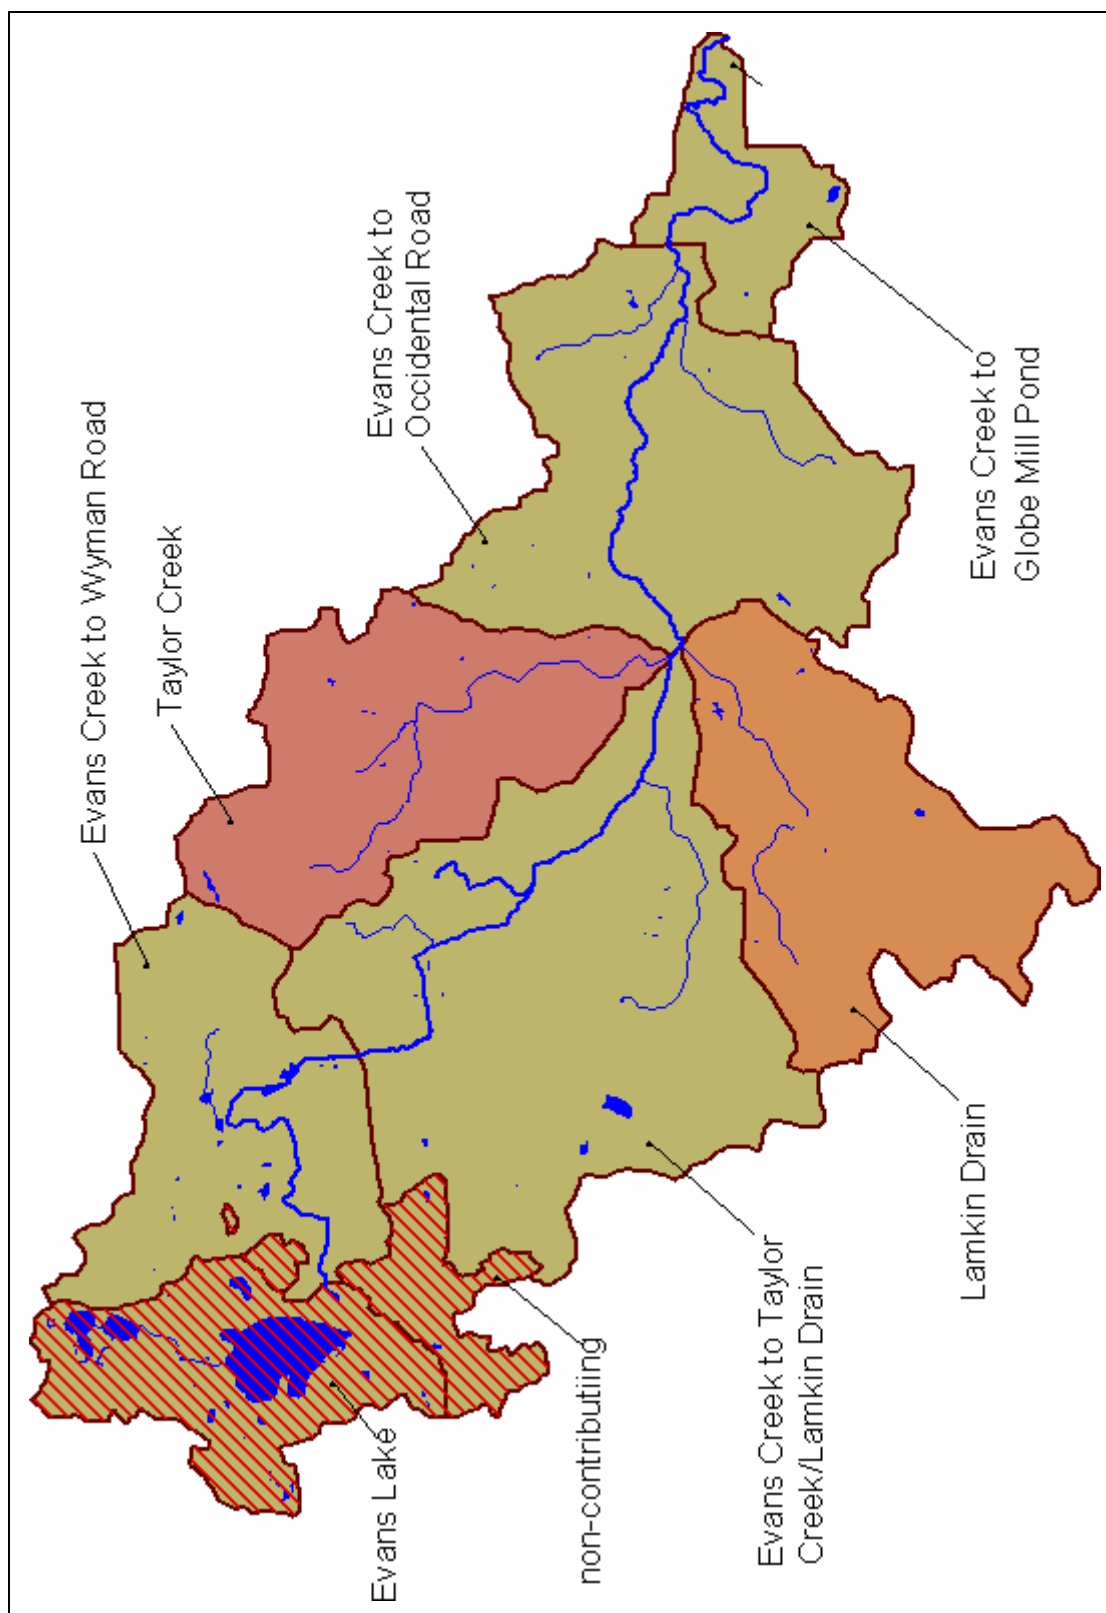 Evans Creek to Wyman Road
Taylor Creek
Evans Creek to
Occidental Road
Evans Creek to
Globe Mill Pond
Evans Lake
non-contributiing
Evans Creek to Taylor
Creek/Lamkin Drain
Lamkin Drain